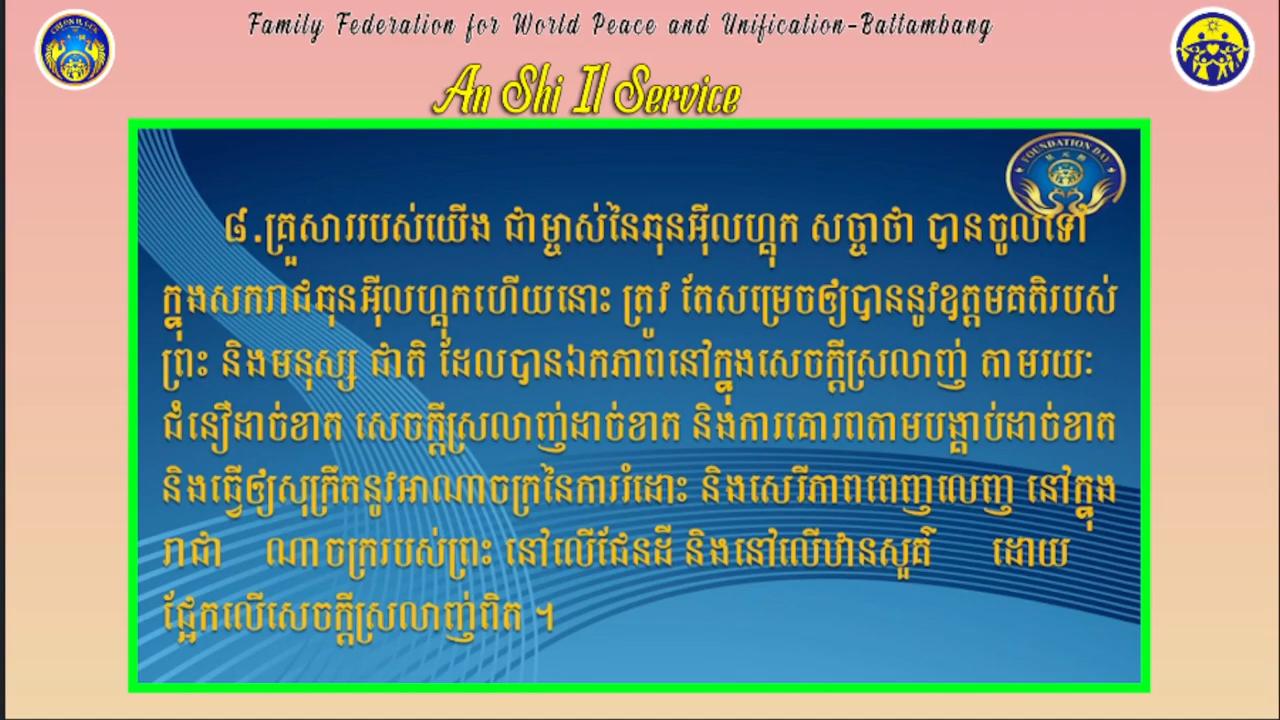 Family Federation for World Peace and Unification-Battambang
An Shi Il Service
FOUNDATION DAY
៨.គ្រួសាររបស់យើង ជាម្ចាស់នៃឆុនអ៊ីលហ្គុក សច្ចាថា បានចូលទៅ
ក្នុងសករាជឆុនអ៊ីលហ្គុកហើយនោះ ត្រូវ តែសម្រេចឲ្យបាននូវឧត្តមគតិរបស់
ព្រះ និងមនុស្ស ជាតិ ដែលបានឯកភាពនៅក្នុងសេចក្តីស្រលាញ់ តាមរយៈ
ជំនឿដាច់ខាត សេចក្តីស្រលាញ់ដាច់ខាត និងការគោរពតាមបង្គាប់ដាច់ខាត
និងធ្វើឲ្យសុក្រឹតនូវអាណាចក្រនៃការរំដោះ និងសេរីភាពពេញលេញ នៅក្នុង
រាជា ណាចក្ររបស់ព្រះ នៅលើផែនដី និងនៅលើឋានសួគ៌ ដោយ
ផ្អែកលើសេចក្តីស្រលាញ់ពិត ។